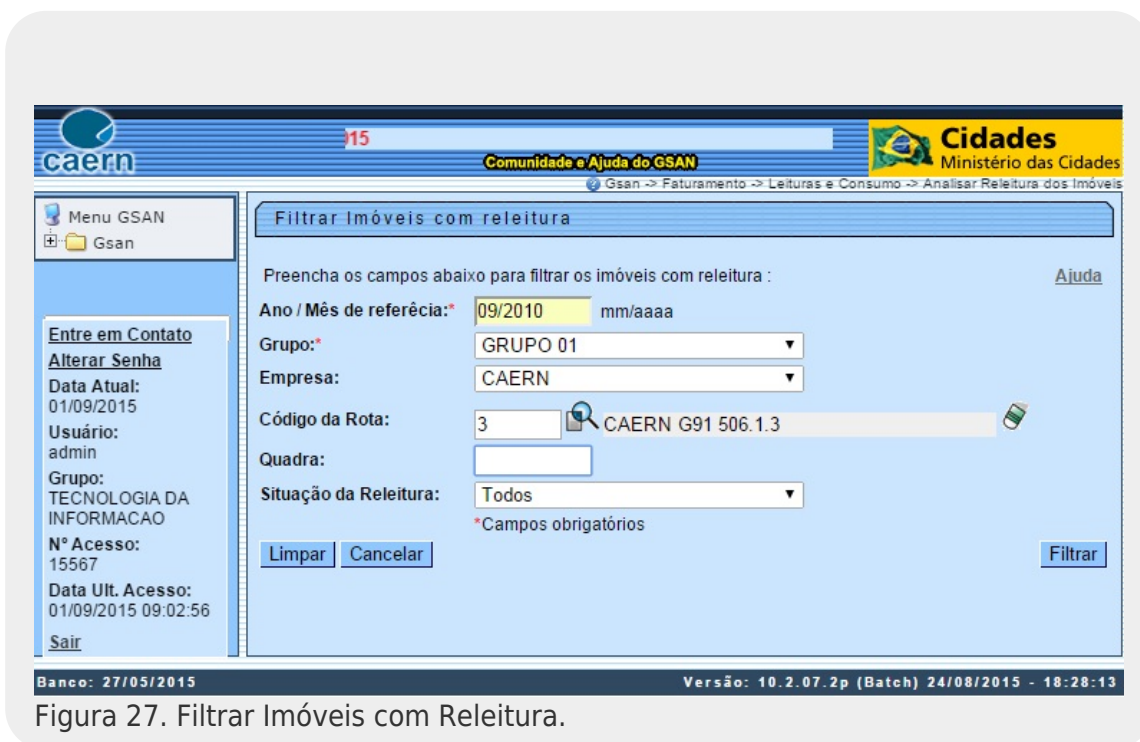 caern
015
Comunidade e Ajuda do GSAN
Cidades
Ministério das Cidades
Gsan -> Faturamento -> Leituras e Consumo -> Analisar Releitura dos Imóveis
Menu GSAN
Gsan
Entre em Contato
Alterar Senha
Data Atual:
01/09/2015
Usuário:
admin
Grupo:
TECNOLOGIA DA
INFORMACAO
N° Acesso:
15567
Data Ult. Acesso:
01/09/2015 09:02:56
Sair
Filtrar Imóveis com releitura
Preencha os campos abaixo para filtrar os imóveis com releitura :
Ajuda
Ano / Mês de referêcia:* 09/2010 mm/aaaa
Grupo:* GRUPO 01
Empresa: CAERN
Código da Rota: 3 CAERN G91 506.1.3
Quadra:
Situação da Releitura: Todos
*Campos obrigatórios
Limpar Cancelar Filtrar
Banco: 27/05/2015 Versão: 10.2.07.2p (Batch) 24/08/2015 - 18:28:13
Figura 27. Filtrar Imóveis com Releitura.